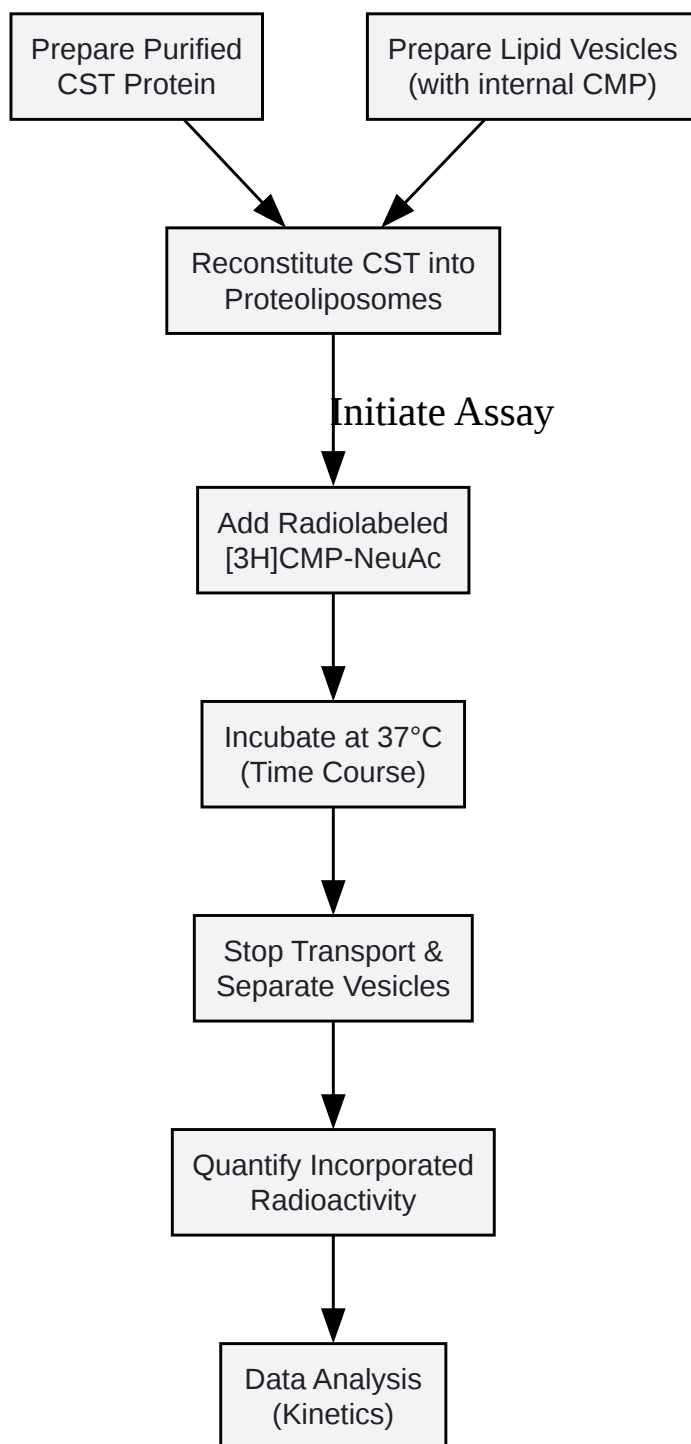 Prepare Purified
CST Protein
Prepare Lipid Vesicles
(with internal CMP)
Reconstitute CST into
Proteoliposomes
Initiate Assay
Add Radiolabeled
[3H]CMP-NeuAc
Incubate at 37°C
(Time Course)
Stop Transport &
Separate Vesicles
Quantify Incorporated
Radioactivity
Data Analysis
(Kinetics)